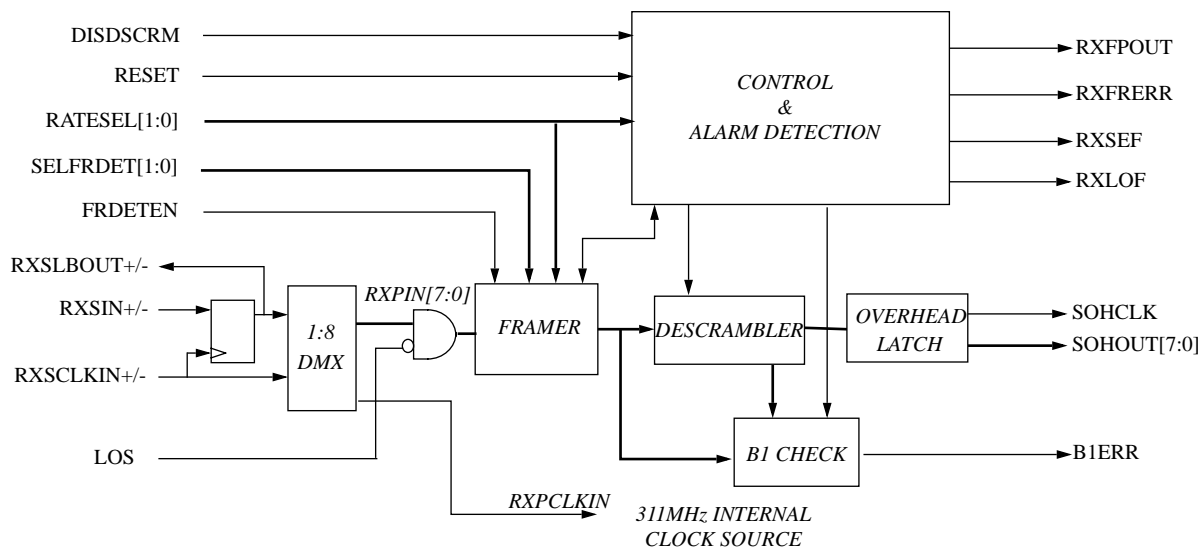 DISDSCRM
RESET
RATESEL[1:0]
SELFRDET[1:0]
FRDETEN
RXSLBOUT+/-
RXSIN+/-
RXSCLKIN+/-
LOS
1:8
DMX
RXPIN[7:0]
FRAMER
CONTROL
&
ALARM DETECTION
DESCRAMBLER
OVERHEAD
LATCH
B1 CHECK
RXPCLKIN
311MHz INTERNAL
CLOCK SOURCE
RXFPOUT
RXFRERR
RXSEF
RXLOF
SOHCLK
SOHOUT[7:0]
B1ERR